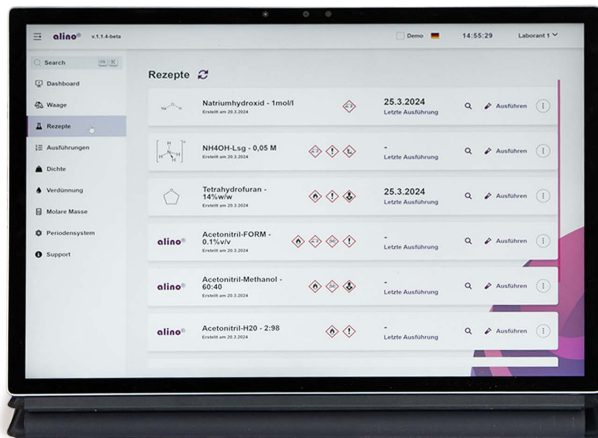 alino®
v.1.1.4-beta
Demo
14:55:29
Laborant 1
Search
Dashboard
Waage
Rezepte
Ausführungen
Dichte
Verdünnung
Molare Masse
Periodensystem
Support
Rezepte
Natriumhydroxid - 1mol/l
Erstellt am 20.3.2024
25.3.2024
Letzte Ausführung
Ausführen
NH4OH-Lsg - 0,05 M
Erstellt am 20.3.2024
-
Letzte Ausführung
Ausführen
Tetrahydrofuran -
14%w/w
Erstellt am 20.3.2024
25.3.2024
Letzte Ausführung
Ausführen
alino®
Acetonitril-FORM -
0.1%v/v
Erstellt am 20.3.2024
-
Letzte Ausführung
Ausführen
alino®
Acetonitril-Methanol -
60:40
Erstellt am 20.3.2024
-
Letzte Ausführung
Ausführen
alino®
Acetonitril-H20 - 2:98
Erstellt am 20.3.2024
-
Letzte Ausführung
Ausführen